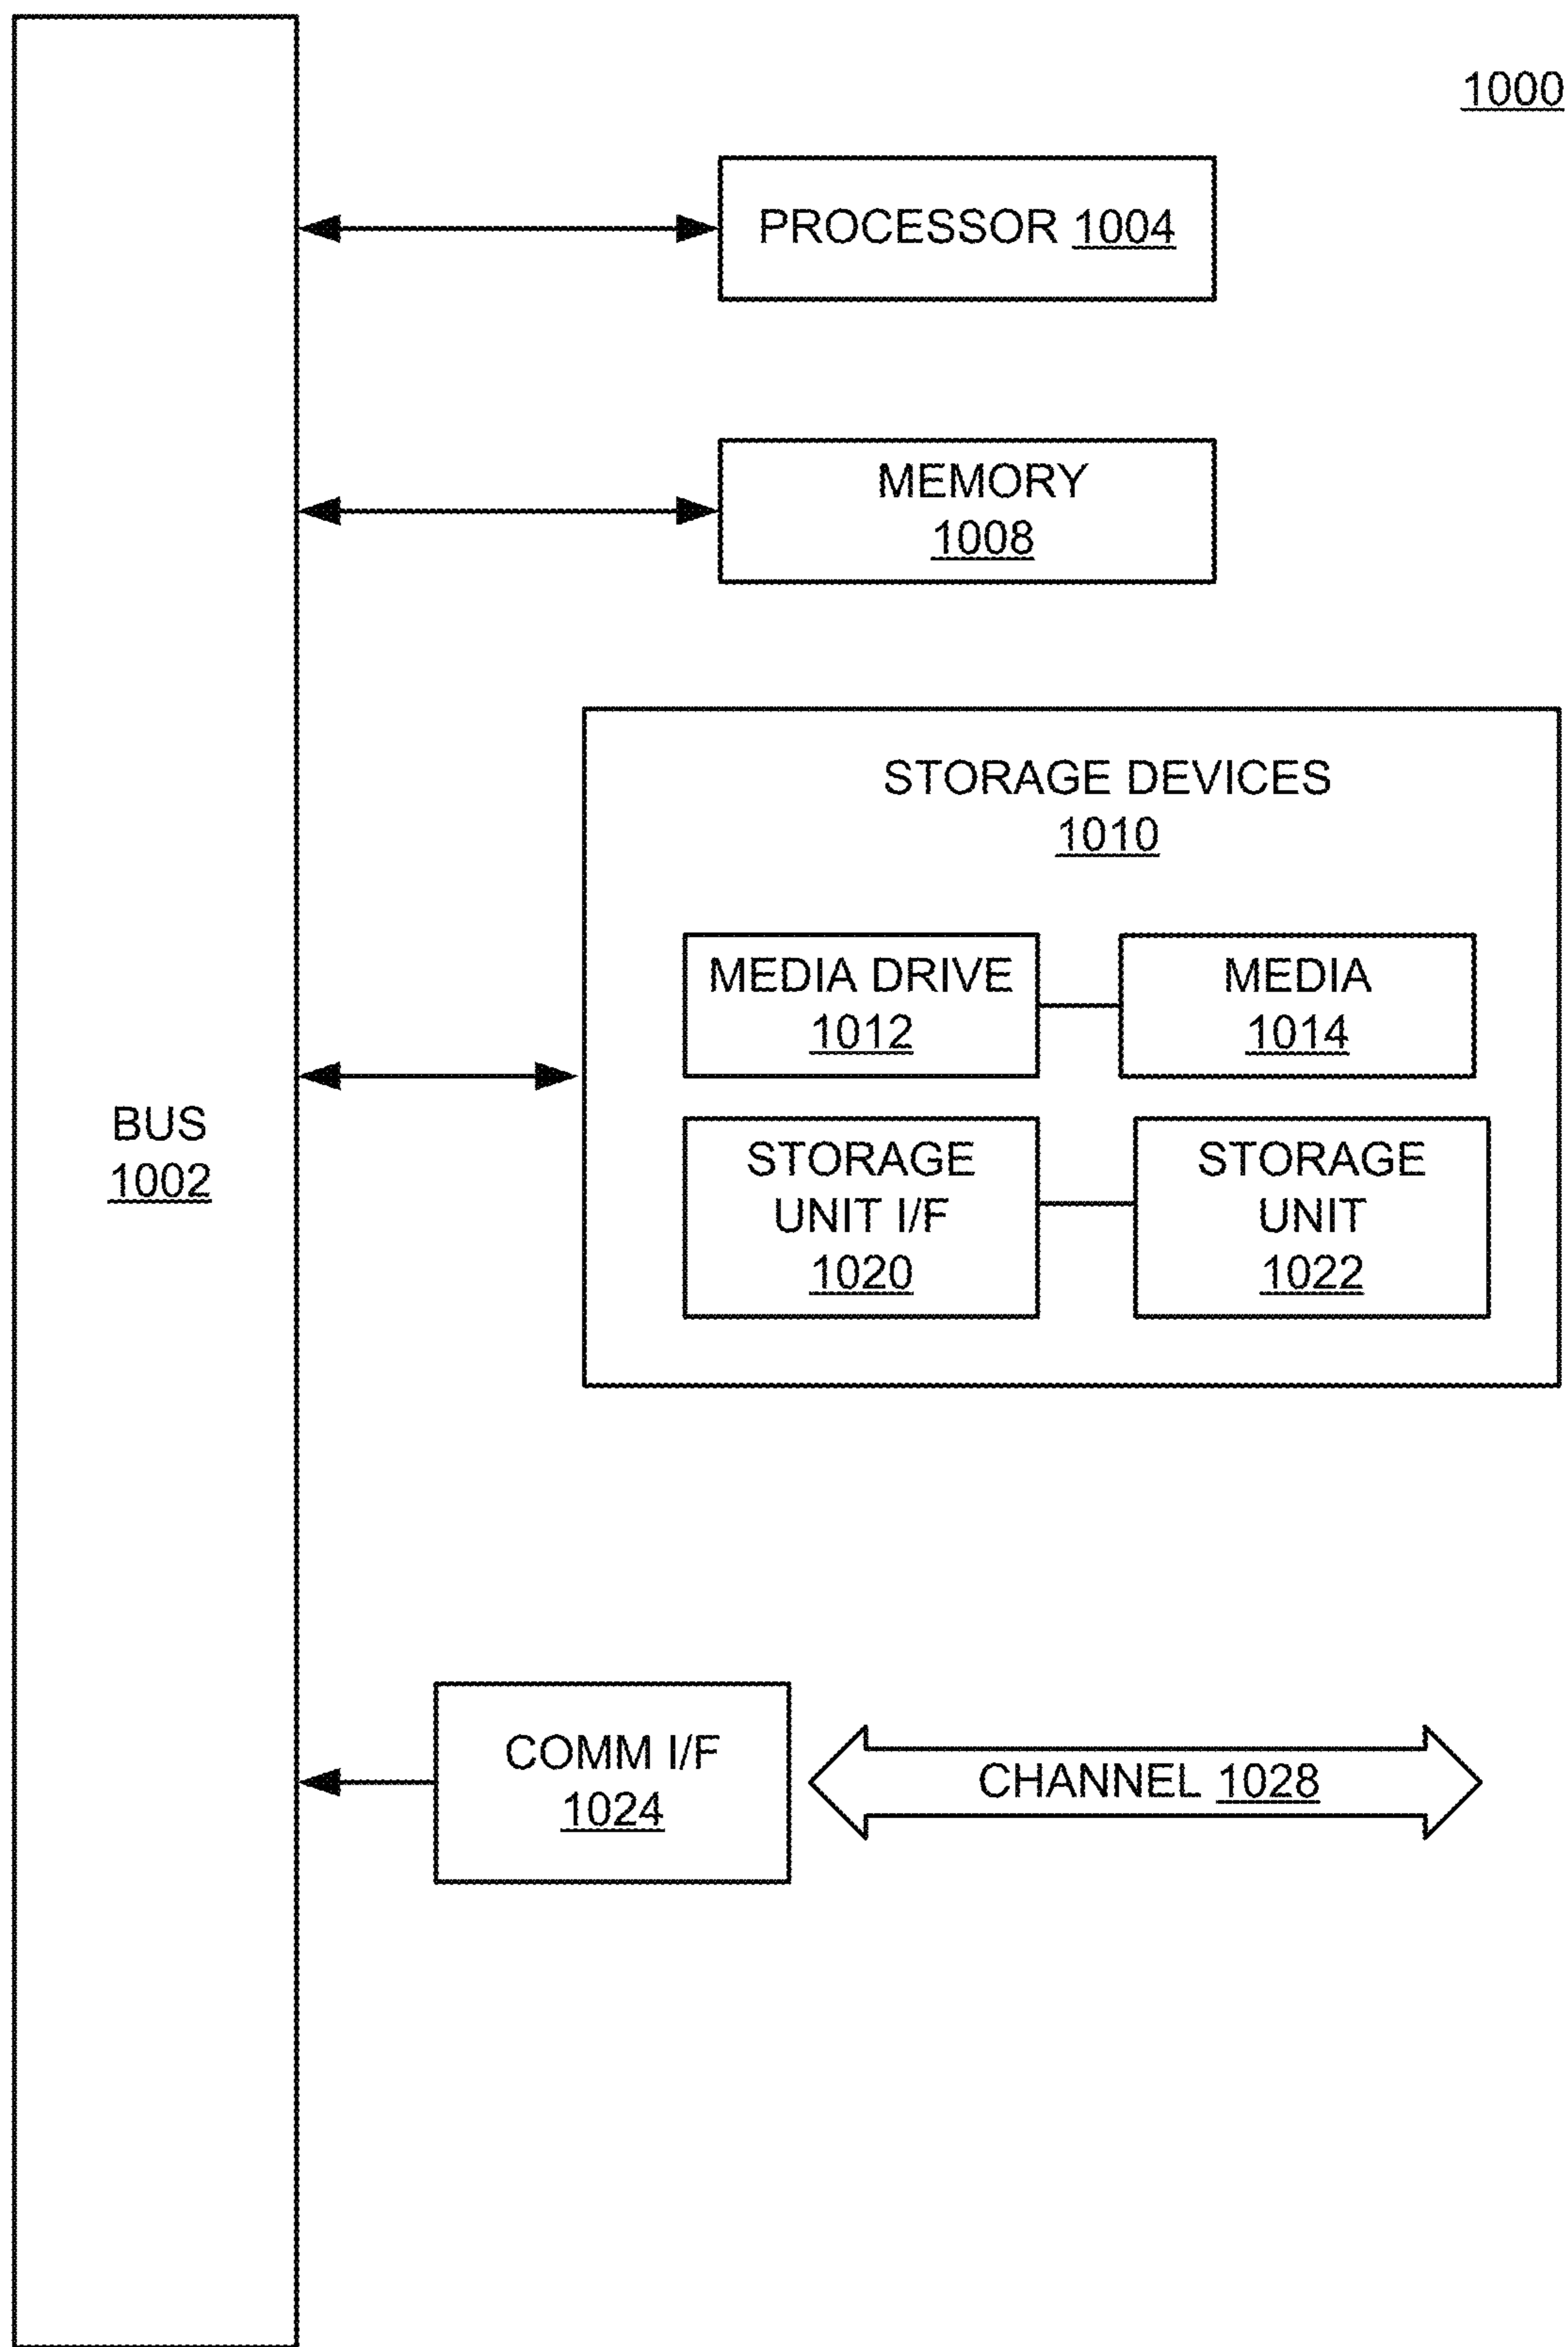 1000
PROCESSOR 1004
MEMORY
1008
STORAGE DEVICES
1010
MEDIA DRIVE
1012
MEDIA
1014
BUS
1002
STORAGE
UNIT I/F
1020
STORAGE
UNIT
1022
COMM I/F
1024
CHANNEL 1028